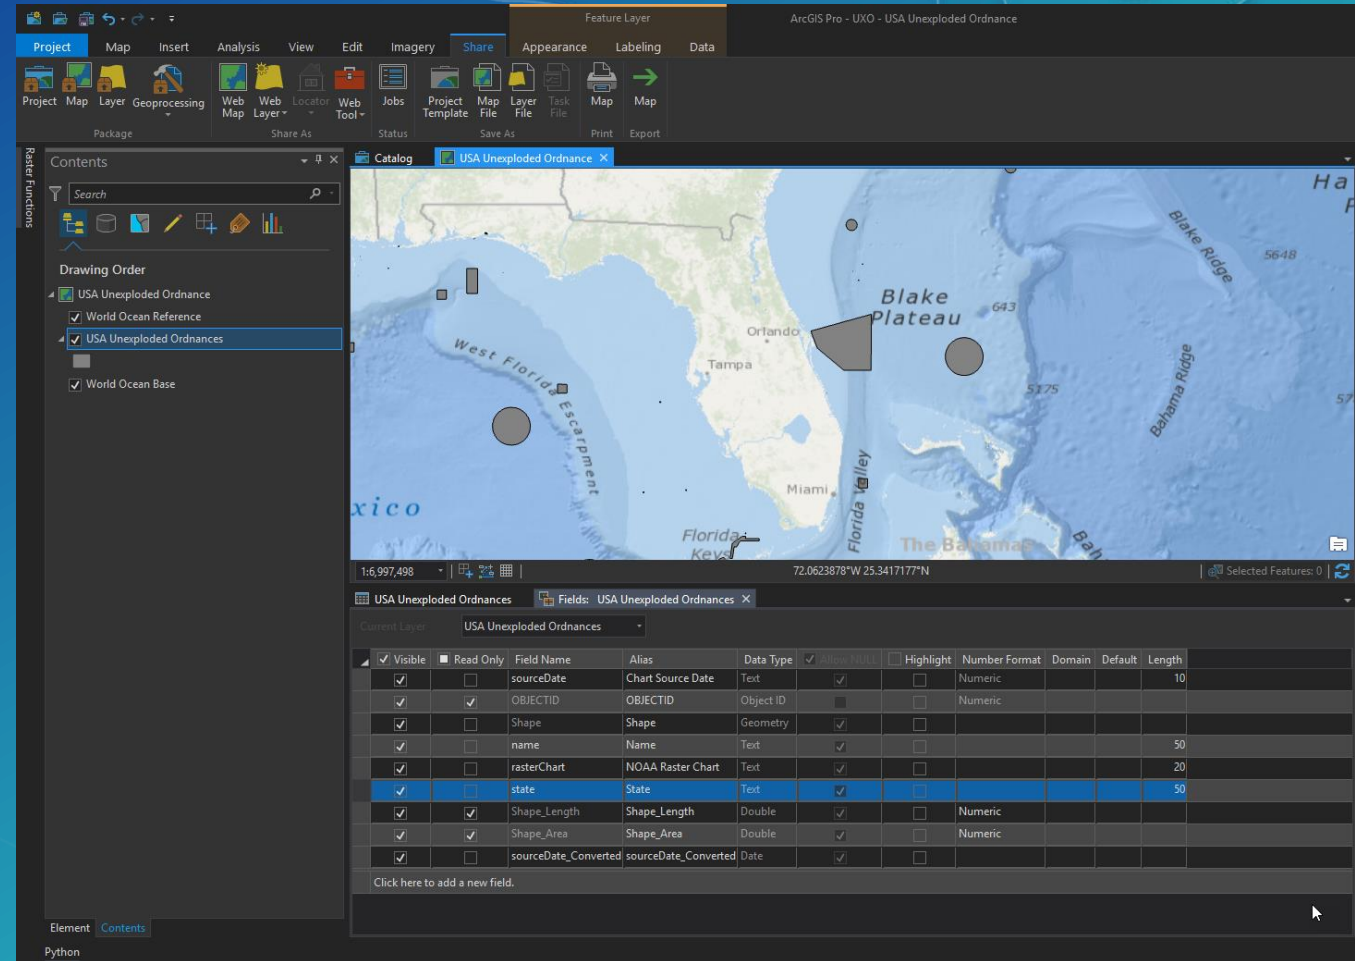 Feature Layer
ArcGIS Pro - UXO - USA Unexploded Ordnance
Project Map Insert Analysis View Edit Imagery Share Appearance Labeling Data
Project Map Layer Geoprocessing Web Map Web Layer Locator Web Tool Jobs Project Template Map File Layer File Task File Map Map
Package Share As Status Save As Print Export
Raster Functions
Contents
Search
Drawing Order
USA Unexploded Ordnance
World Ocean Reference
USA Unexploded Ordnances
World Ocean Base
Catalog USA Unexploded Ordnance
Ha
Blake Ridge
5648
Blake
Plateau
643
Orlando
West Florida Escarpment
Tampa
Bahama Ridge
5175
57
Miami
Florida Valley
xico
Florida
Keys
The Bahamas
Bah
1:6,997,498
72.0623878°W 25.3417177°N
Selected Features: 0
USA Unexploded Ordnances Fields: USA Unexploded Ordnances
Current Layer USA Unexploded Ordnances
Visible Read Only Field Name Alias Data Type Allow NULL Highlight Number Format Domain Default Length
sourceDate Chart Source Date Text Numeric 10
OBJECTID OBJECTID Object ID Numeric
Shape Shape Geometry
name Name Text 50
rasterChart NOAA Raster Chart Text 20
state State Text 50
Shape_Length Shape_Length Double Numeric
Shape_Area Shape_Area Double Numeric
sourceDate_Converted sourceDate_Converted Date
Click here to add a new field.
Element Contents
Python